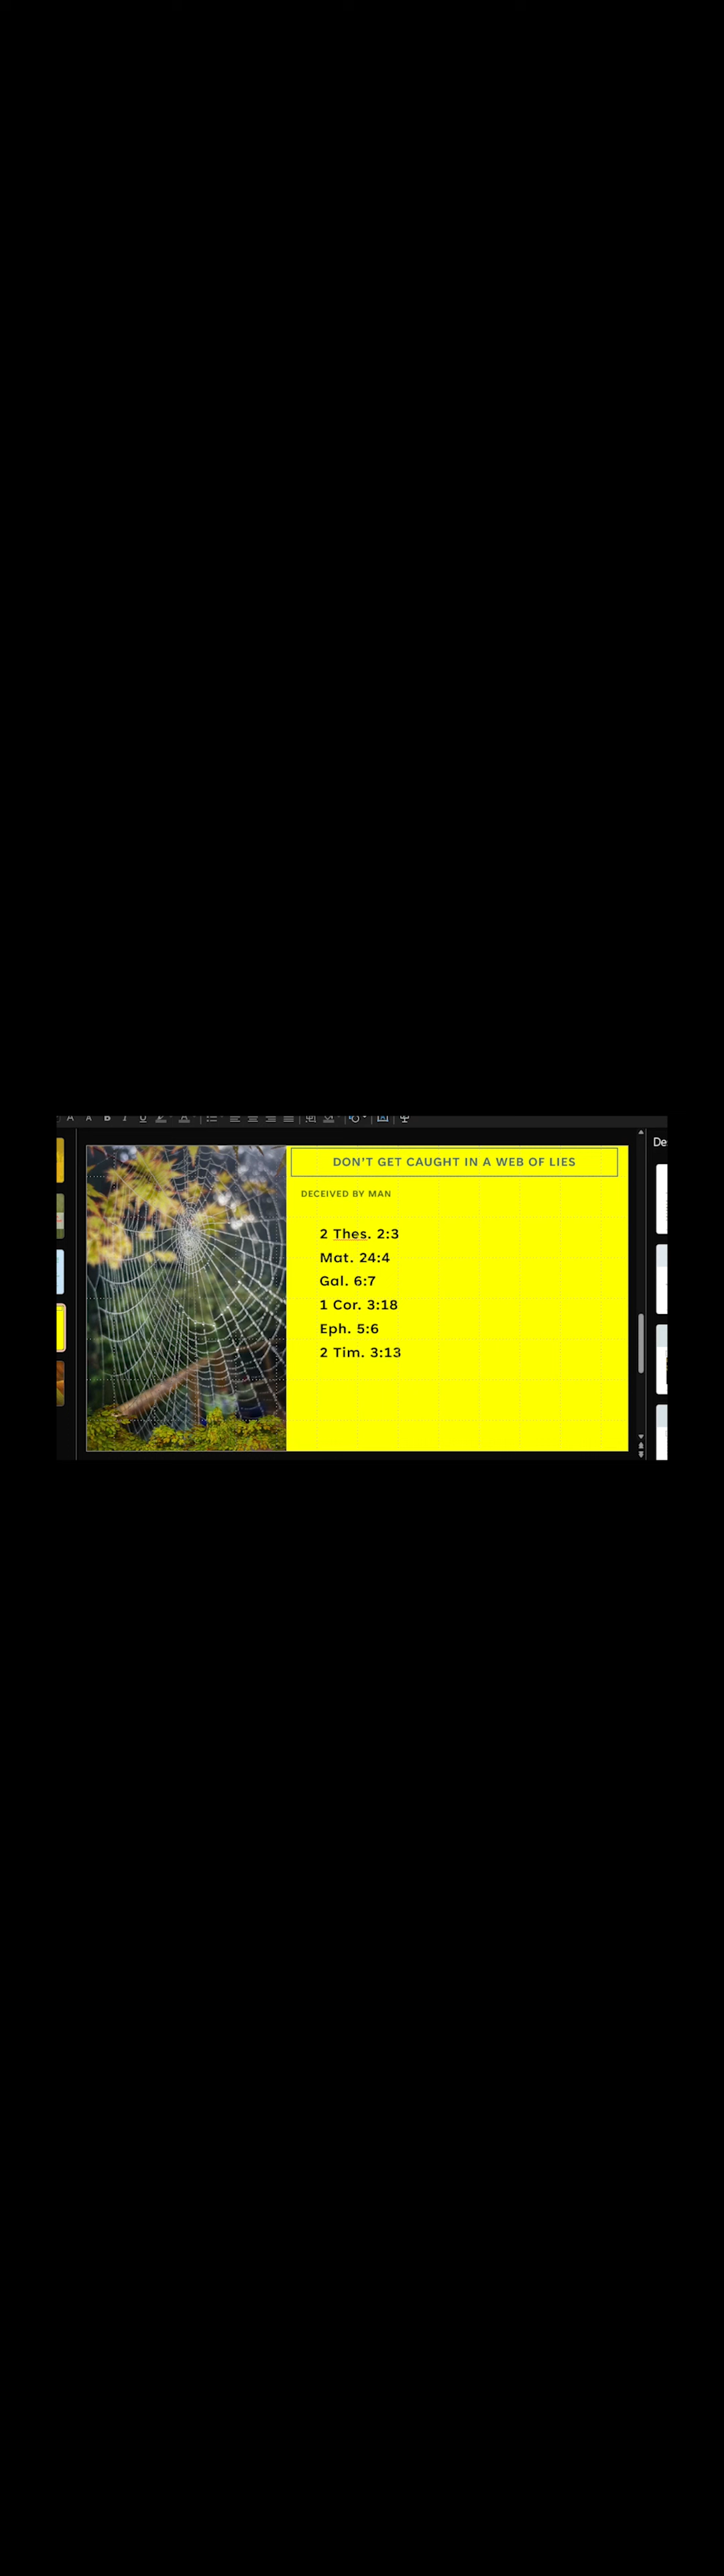 B I U
De
DON'T GET CAUGHT IN A WEB OF LIES
DECEIVED BY MAN
2 Thes. 2:3
Mat. 24:4
Gal. 6:7
1 Cor. 3:18
Eph. 5:6
2 Tim. 3:13